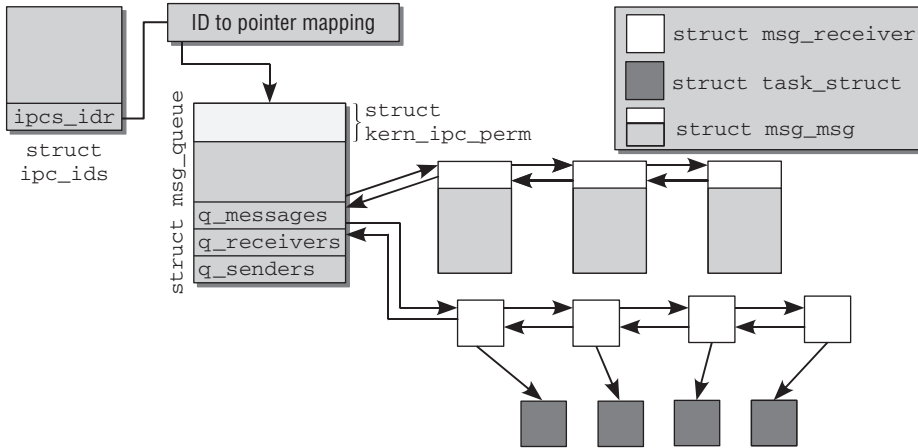 ID to pointer mapping
ipcs_idr
struct
ipc_ids
struct msg_queue
struct
kern_ipc_perm
q_messages
q_receivers
q_senders
struct msg_receiver
struct task_struct
struct msg_msg